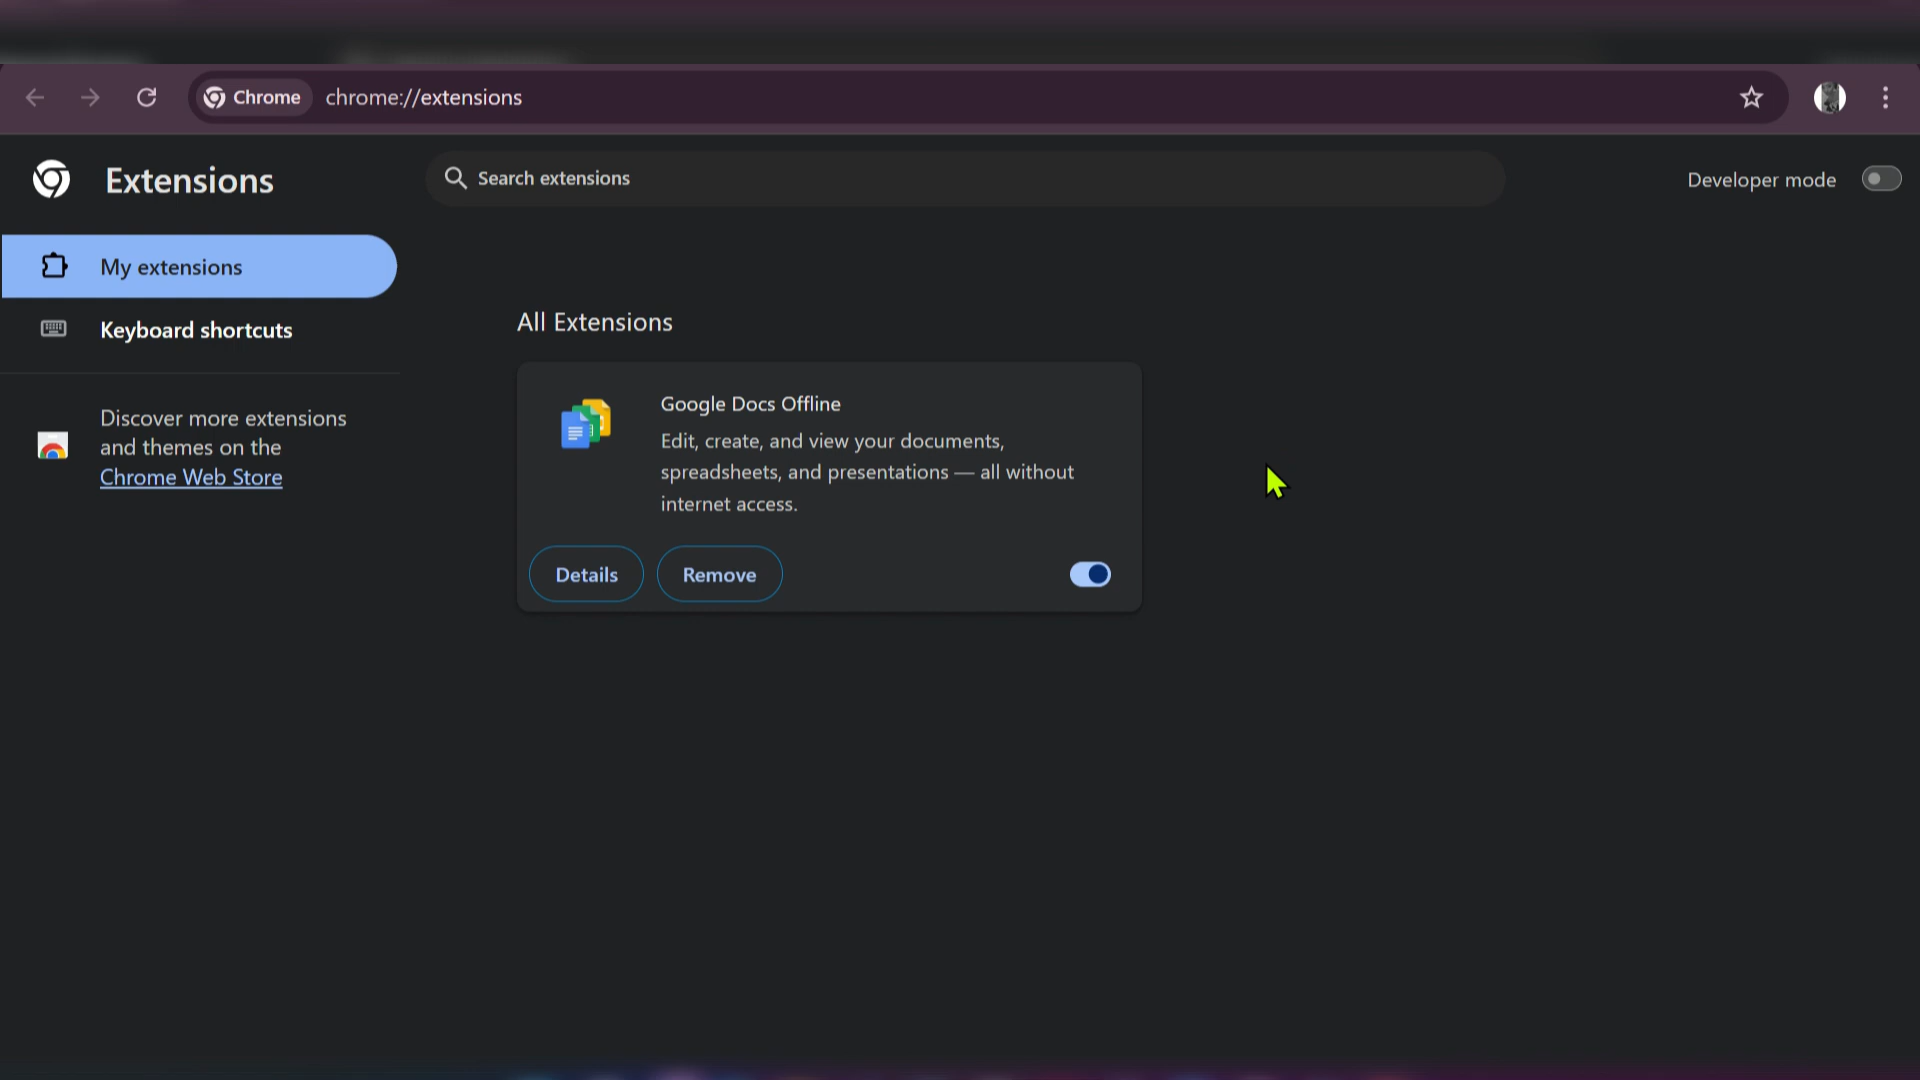 Chrome
chrome://extensions
Extensions
Search extensions
Developer mode
My extensions
Keyboard shortcuts
Discover more extensions
and themes on the
Chrome Web Store
All Extensions
Google Docs Offline
Edit, create, and view your documents,
spreadsheets, and presentations — all without
internet access.
Details
Remove